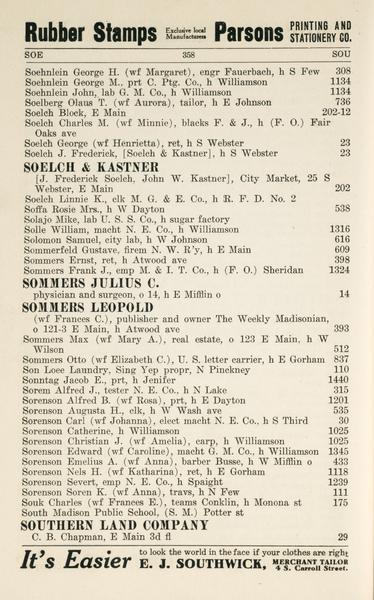 Rubber Stamps Exclusive local Manufacturers Parsons PRINTING AND STATIONERY CO.
SOE 358 SOU
Soehnlein George H. (wf Margaret), engr Fauerbach, h S Few 308
Soehnlein George M., prt C. Ptg. Co., h Williamson 1134
Soehnlein John, lab G. M. Co., h Williamson 1134
Soelberg Olaus T. (wf Aurora), tailor, h E Johnson 736
Soelch Block, E Main 202-12
Soelch Charles M. (wf Minnie), blacks F. & J., h (F. O.) Fair
Oaks ave
Soelch George (wf Henrietta), ret, h S Webster 23
Soelch J. Frederick, [Soelch & Kastner], h S Webster 23
SOELCH & KASTNER
[J. Frederick Soelch, John W. Kastner], City Market, 25 S
Webster, E Main 202
Soelch Linnie K., clk M. G. & E. Co., h R. F. D. No. 2
Soffa Rosie Mrs., h W Dayton 538
Solajo Mike, lab U. S. S. Co., h sugar factory
Solle William, macht N. E. Co., h Williamson 1316
Solomon Samuel, city lab, h W Johnson 616
Sommerfeld Gustave, firem N. W. R'y, h E Main 609
Sommers Ernst, ret, h Atwood ave 398
Sommers Frank J., emp M. & I. T. Co., h (F. O.) Sheridan 1324
SOMMERS JULIUS C.
physician and surgeon, o 14, h E Mifflin o 14
SOMMERS LEOPOLD
(wf Frances C.), publisher and owner The Weekly Madisonian,
o 121-3 E Main, h Atwood ave 393
Sommers Max (wf Mary A.), real estate, o 123 E Main, h W
Wilson 512
Sommers Otto (wf Elizabeth C.), U. S. letter carrier, h E Gorham 837
Son Loee Laundry, Sing Yep propr, N Pinckney 110
Sonntag Jacob E., prt, h Jenifer 1440
Sorem Alfred J., tester N. E. Co., h N Lake 315
Sorenson Alfred B. (wf Rosa), prt, h E Dayton 1201
Sorenson Augusta H., clk, h W Wash ave 535
Sorenson Carl (wf Johanna), elect macht N. E. Co., h S Third 30
Sorenson Catherine, h Williamson 1025
Sorenson Christian J. (wf Amelia), carp, h Williamson 1025
Sorenson Edward (wf Caroline), macht G. M. Co., h Williamson 1345
Sorenson Emelius A. (wf Anna), barber Busse, h W Mifflin o 433
Sorenson Nels H. (wf Katharina), ret, h E Gorham 1118
Sorenson Severt, emp N. E. Co., h Spaight 1239
Sorenson Soren K. (wf Anna), travs, h N Few 111
Souk Charles (wf Frances E.), teams Conklin, h Monona st 175
South Madison Public School, (S. M.) Potter st
SOUTHERN LAND COMPANY
C. B. Chapman, E Main 3d fl 29
It's Easier to look the world in the face if your clothes are right
E. J. SOUTHWICK, MERCHANT TAILOR 4 S. Carroll Street.